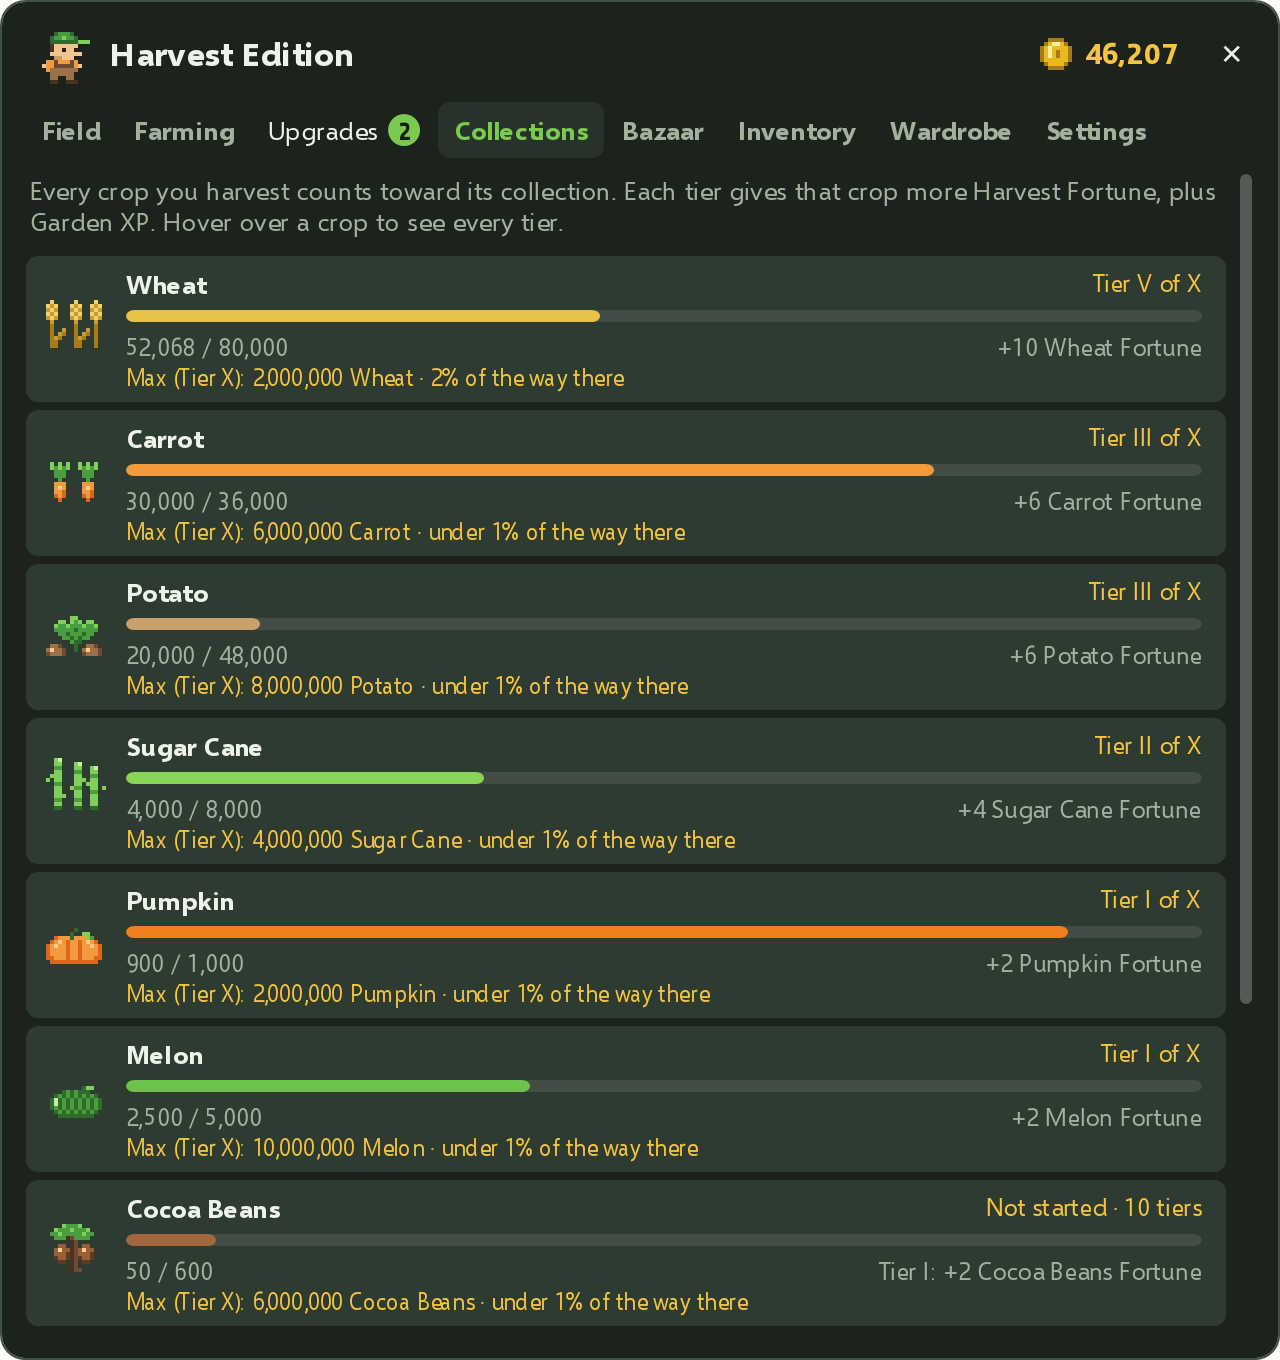 Harvest Edition
46,207
Field Farming Upgrades 2 Collections Bazaar Inventory Wardrobe Settings
Every crop you harvest counts toward its collection. Each tier gives that crop more Harvest Fortune, plus
Garden XP. Hover over a crop to see every tier.
Wheat
Tier V of X
52,068 / 80,000
+10 Wheat Fortune
Max (Tier X): 2,000,000 Wheat · 2% of the way there
Carrot
Tier III of X
30,000 / 36,000
+6 Carrot Fortune
Max (Tier X): 6,000,000 Carrot · under 1% of the way there
Potato
Tier III of X
20,000 / 48,000
+6 Potato Fortune
Max (Tier X): 8,000,000 Potato · under 1% of the way there
Sugar Cane
Tier II of X
4,000 / 8,000
+4 Sugar Cane Fortune
Max (Tier X): 4,000,000 Sugar Cane · under 1% of the way there
Pumpkin
Tier I of X
900 / 1,000
+2 Pumpkin Fortune
Max (Tier X): 2,000,000 Pumpkin · under 1% of the way there
Melon
Tier I of X
2,500 / 5,000
+2 Melon Fortune
Max (Tier X): 10,000,000 Melon · under 1% of the way there
Cocoa Beans
Not started · 10 tiers
50 / 600
Tier I: +2 Cocoa Beans Fortune
Max (Tier X): 6,000,000 Cocoa Beans · under 1% of the way there